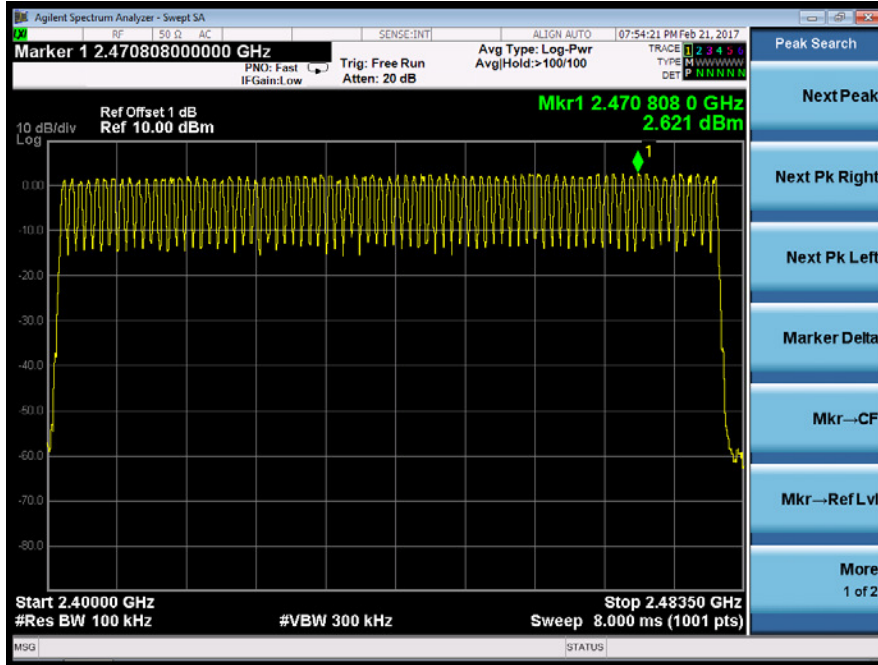 Agilent Spectrum Analyzer - Swept SA
RF 50 Ω AC SENSE:INT ALIGN AUTO 07:54:21 PM Feb 21, 2017
Marker 1 2.470808000000 GHz
PNO: Fast
IFGain:Low
Trig: Free Run
Atten: 20 dB
Avg Type: Log-Pwr
Avg|Hold:>100/100
TRACE 1 2 3 4 5 6
TYPE M WWWWW
DET P N N N N N
Peak Search
Mkr1 2.470 808 0 GHz
2.621 dBm
Ref Offset 1 dB
10 dB/div Ref 10.00 dBm
Log
1
0.00
-10.0
-20.0
-30.0
-40.0
-50.0
-60.0
-70.0
-80.0
Start 2.40000 GHz Stop 2.48350 GHz
#Res BW 100 kHz #VBW 300 kHz Sweep 8.000 ms (1001 pts)
MSG STATUS
Next Peak
Next Pk Right
Next Pk Left
Marker Delta
Mkr→CF
Mkr→Ref Lvl
More
1 of 2